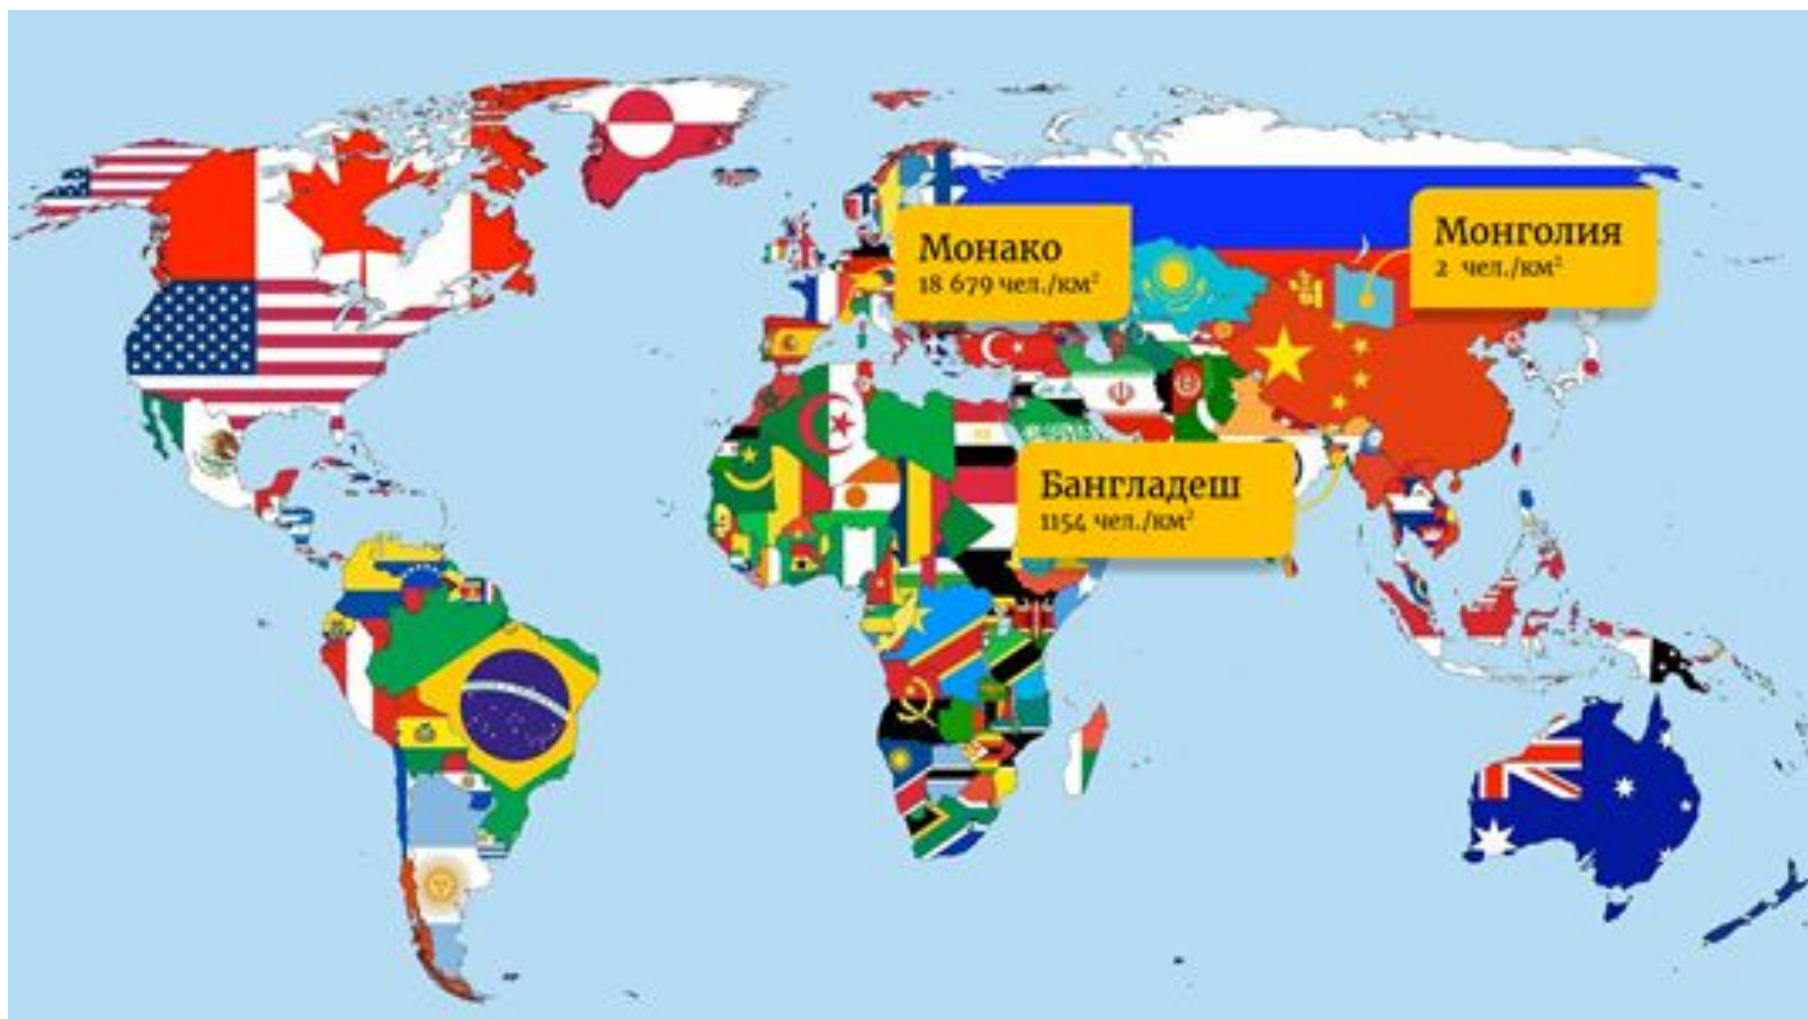 Монако
18 679 чел./км²
Монголия
2 чел./км²
Бангладеш
1154 чел./км²